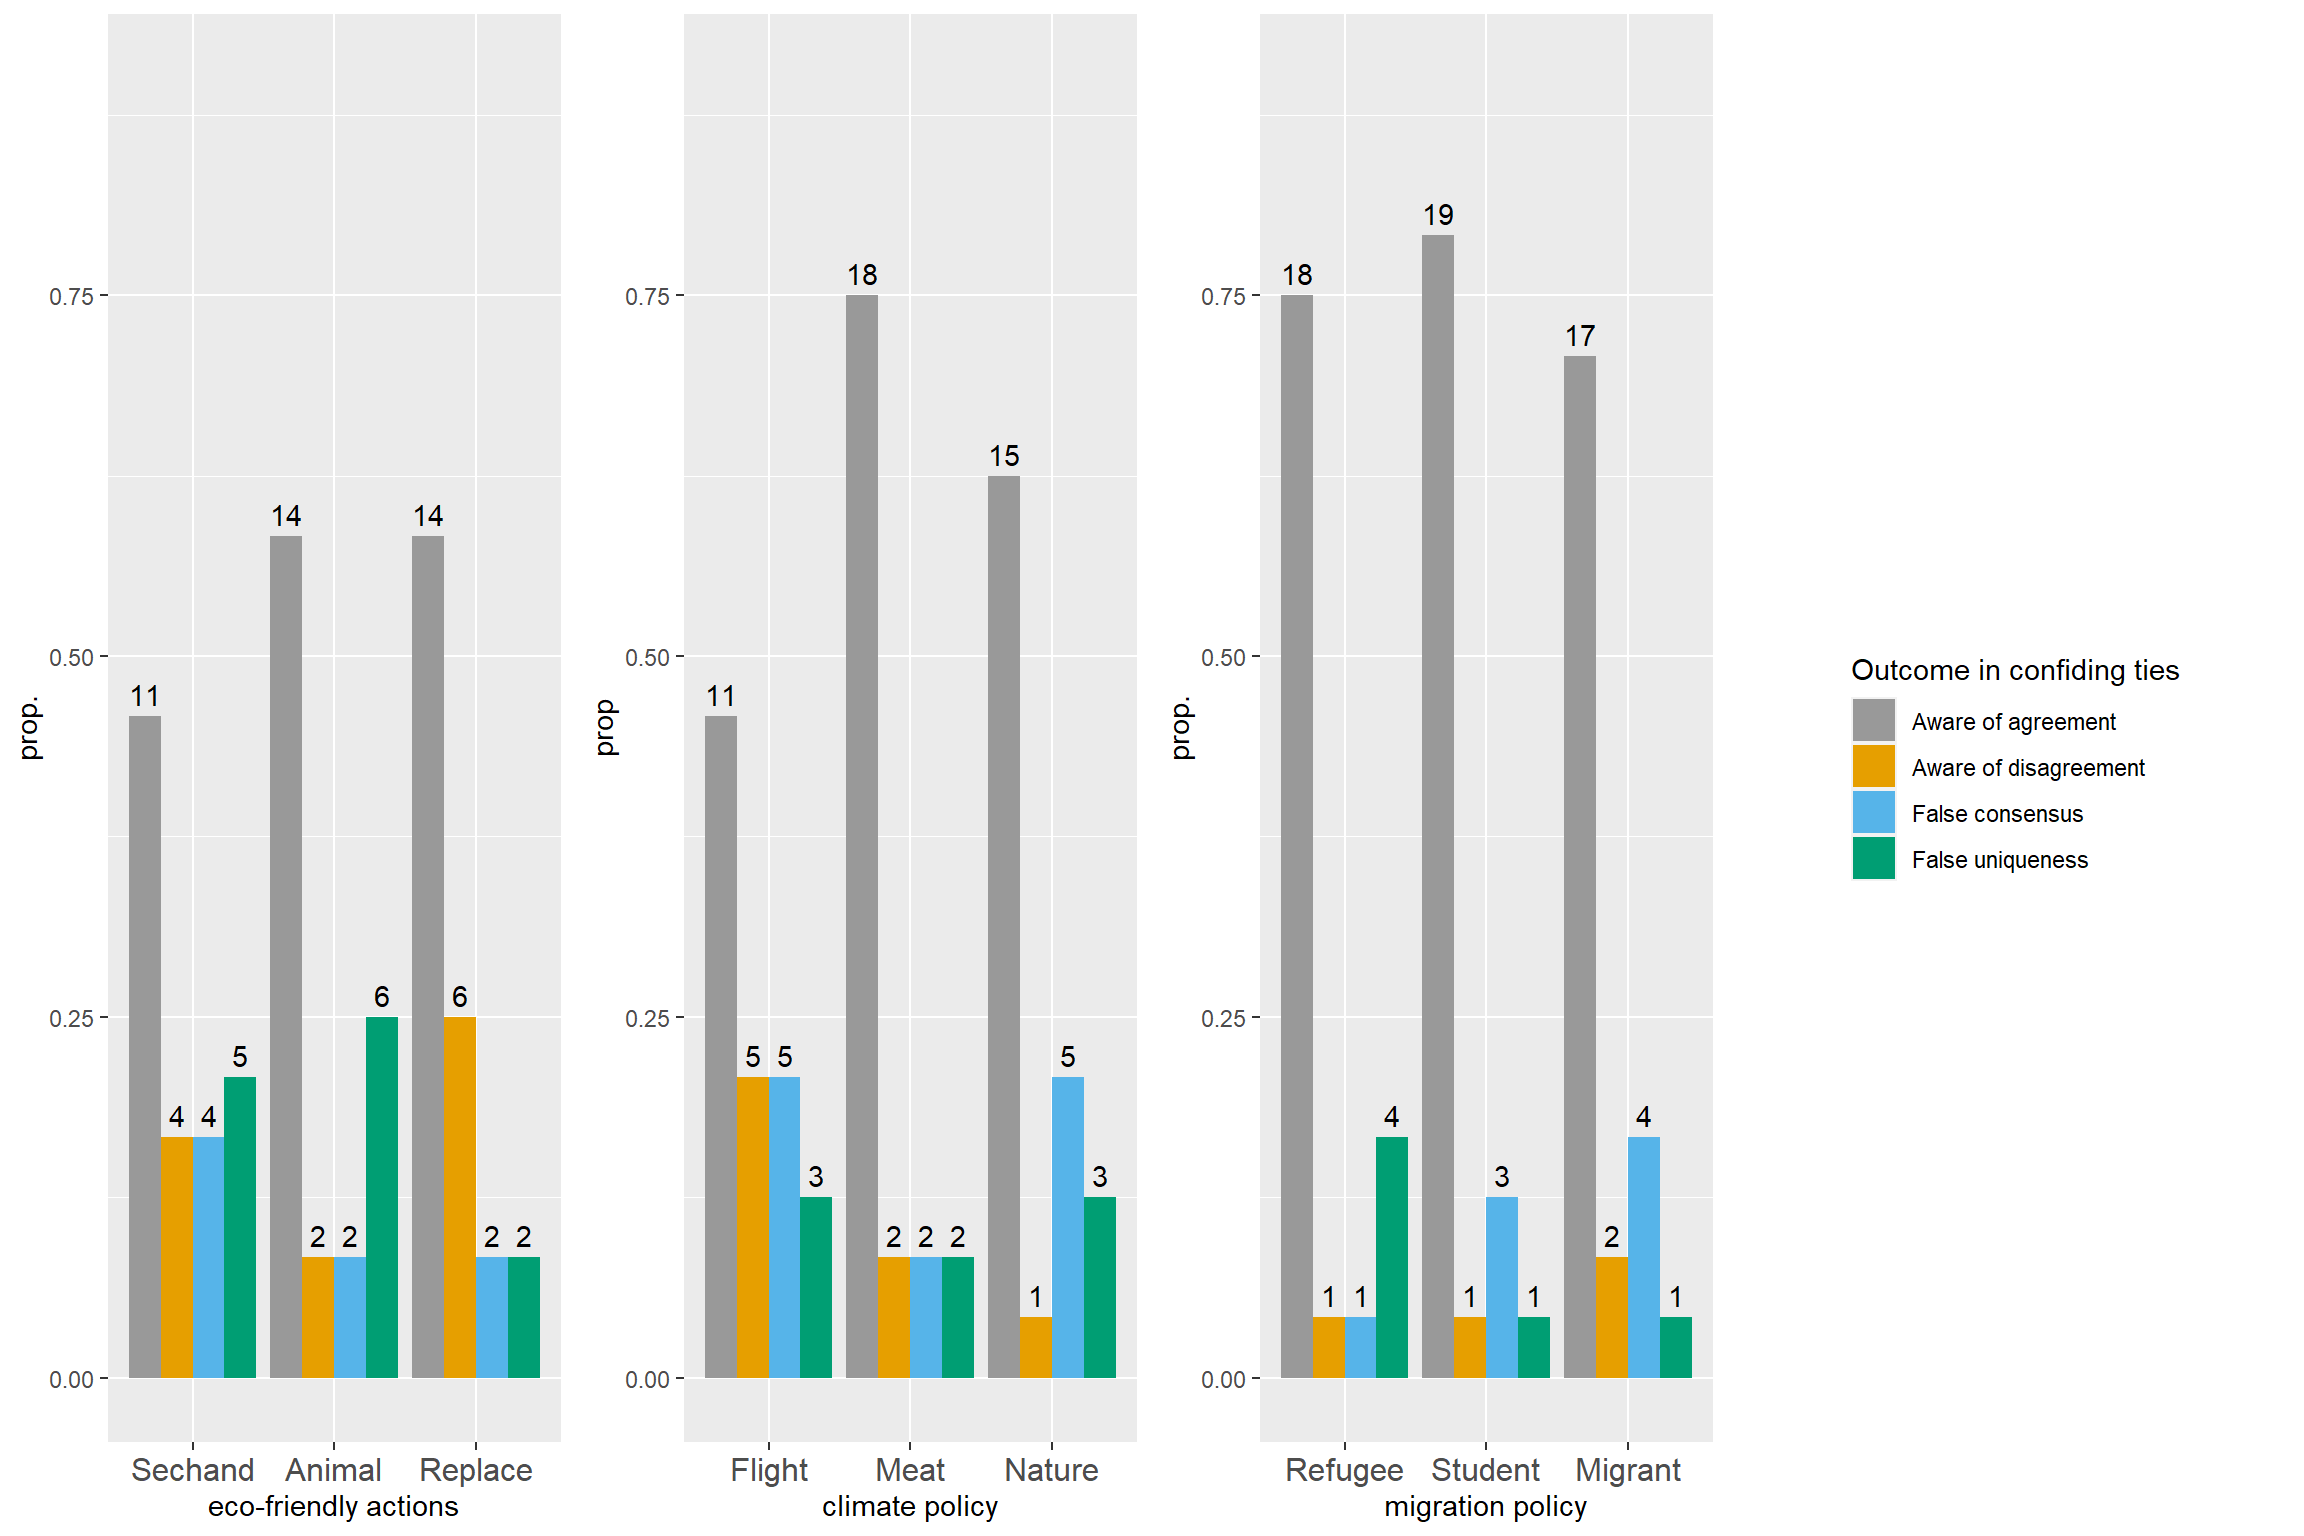 prop.
0.75
0.50
0.25
0.00
11
4
4
5
14
2
2
6
14
6
2
2
Sechand
Animal
Replace
eco-friendly actions
prop
0.75
0.50
0.25
0.00
11
5
5
3
18
2
2
2
15
1
5
3
Flight
Meat
Nature
climate policy
prop.
0.75
0.50
0.25
0.00
18
1
1
4
19
1
3
1
17
2
4
1
Refugee
Student
Migrant
migration policy
Outcome in confiding ties
Aware of agreement
Aware of disagreement
False consensus
False uniqueness